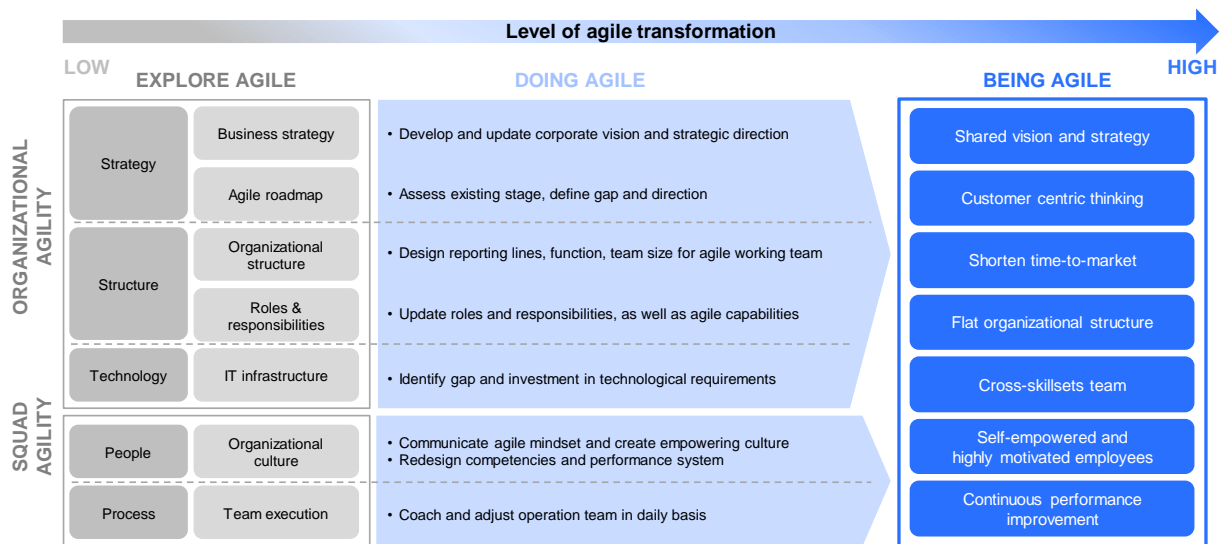 Level of agile transformation
LOW
HIGH
EXPLORE AGILE
DOING AGILE
BEING AGILE
ORGANIZATIONAL
AGILITY
Strategy
Business strategy
• Develop and update corporate vision and strategic direction
Agile roadmap
• Assess existing stage, define gap and direction
Structure
Organizational
structure
• Design reporting lines, function, team size for agile working team
Roles &
responsibilities
• Update roles and responsibilities, as well as agile capabilities
Technology
IT infrastructure
• Identify gap and investment in technological requirements
SQUAD
AGILITY
People
Organizational
culture
• Communicate agile mindset and create empowering culture
• Redesign competencies and performance system
Process
Team execution
• Coach and adjust operation team in daily basis
Shared vision and strategy
Customer centric thinking
Shorten time-to-market
Flat organizational structure
Cross-skillsets team
Self-empowered and
highly motivated employees
Continuous performance
improvement